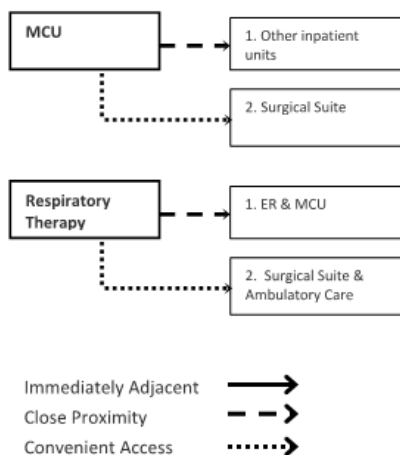 MCU
1. Other inpatient
units
2. Surgical Suite
Respiratory
Therapy
1. ER & MCU
2. Surgical Suite &
Ambulatory Care
Immediately Adjacent
Close Proximity
Convenient Access